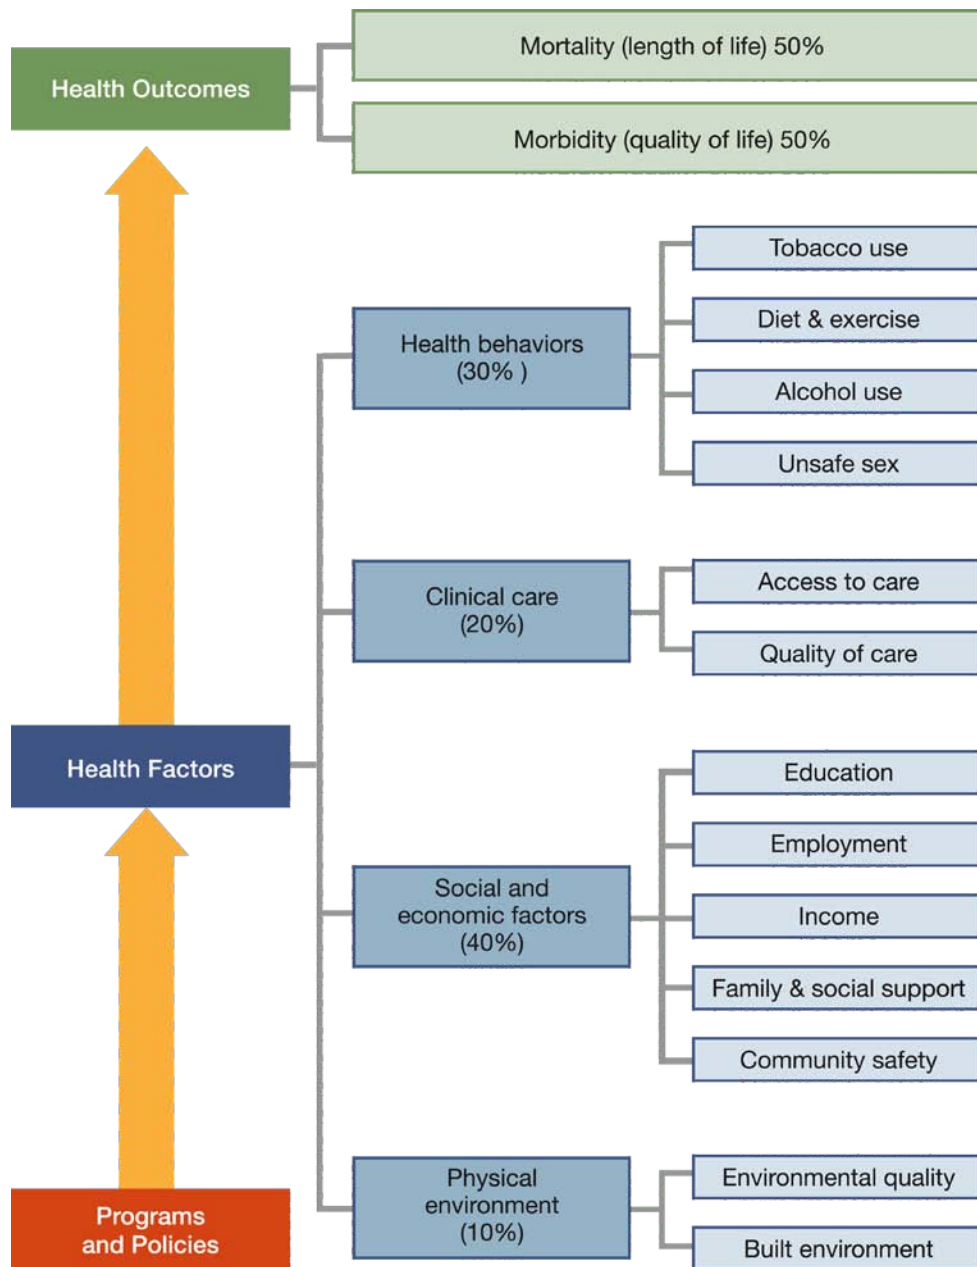 Health Outcomes
Mortality (length of life) 50%
Morbidity (quality of life) 50%
Health Factors
Health behaviors
(30% )
Tobacco use
Diet & exercise
Alcohol use
Unsafe sex
Clinical care
(20%)
Access to care
Quality of care
Social and
economic factors
(40%)
Education
Employment
Income
Family & social support
Community safety
Physical
environment
(10%)
Environmental quality
Built environment
Programs
and Policies